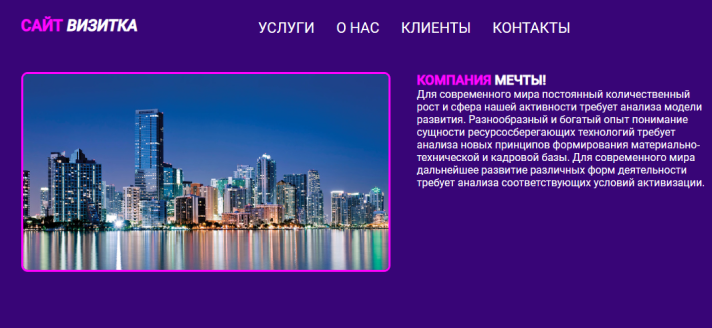 САЙТ ВИЗИТКА
УСЛУГИ О НАС КЛИЕНТЫ КОНТАКТЫ
КОМПАНИЯ МЕЧТЫ!
Для современного мира постоянный количественный
рост и сфера нашей активности требует анализа модели
развития. Разнообразный и богатый опыт понимание
сущности ресурсосберегающих технологий требует
анализа новых принципов формирования материально-
технической и кадровой базы. Для современного мира
дальнейшее развитие различных форм деятельности
требует анализа соответствующих условий активизации.